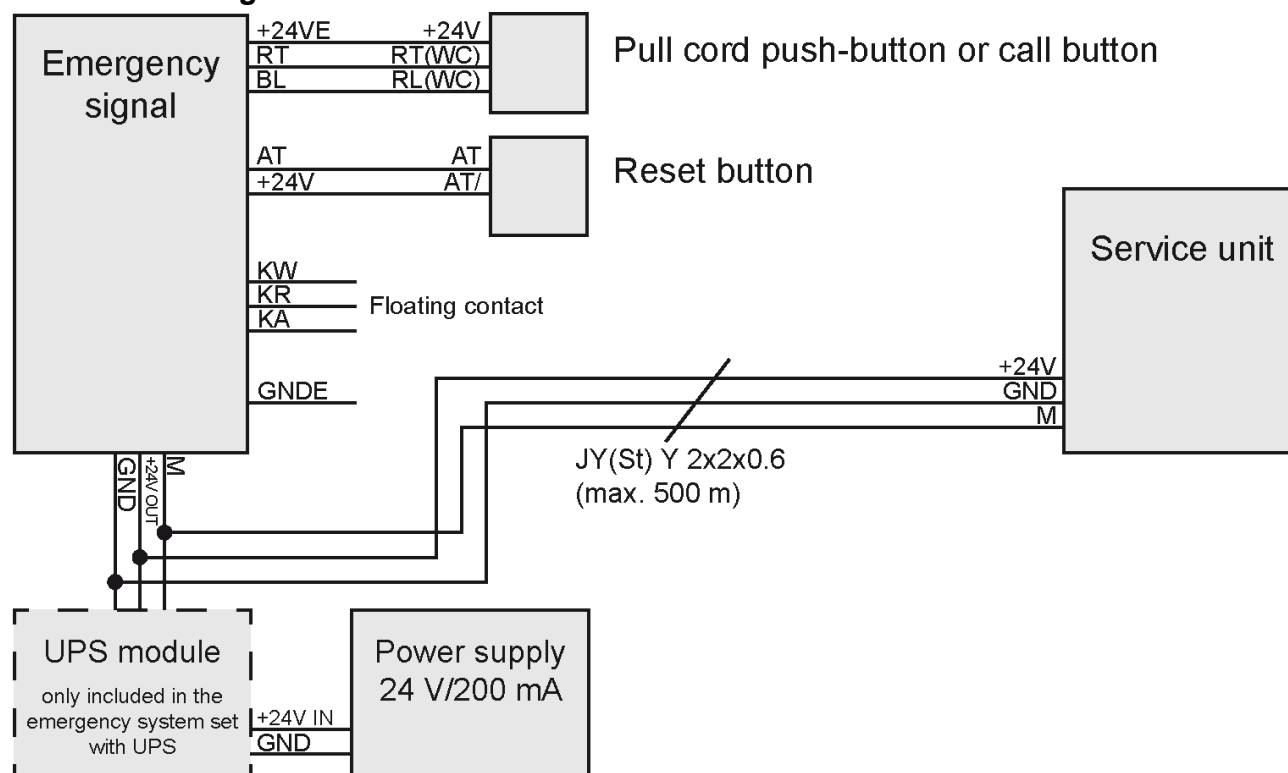 Emergency
signal
+24VE
+24V
RT
RT(WC)
BL
RL(WC)
Pull cord push-button or call button
AT
AT
+24V
AT/
Reset button
KW
KR
KA
Floating contact
GNDE
Service unit
+24V
GND
M
JY(St) Y 2x2x0.6
(max. 500 m)
GND
+24V OUT
M
UPS module
only included in the
emergency system set
with UPS
+24V IN
GND
Power supply
24 V/200 mA